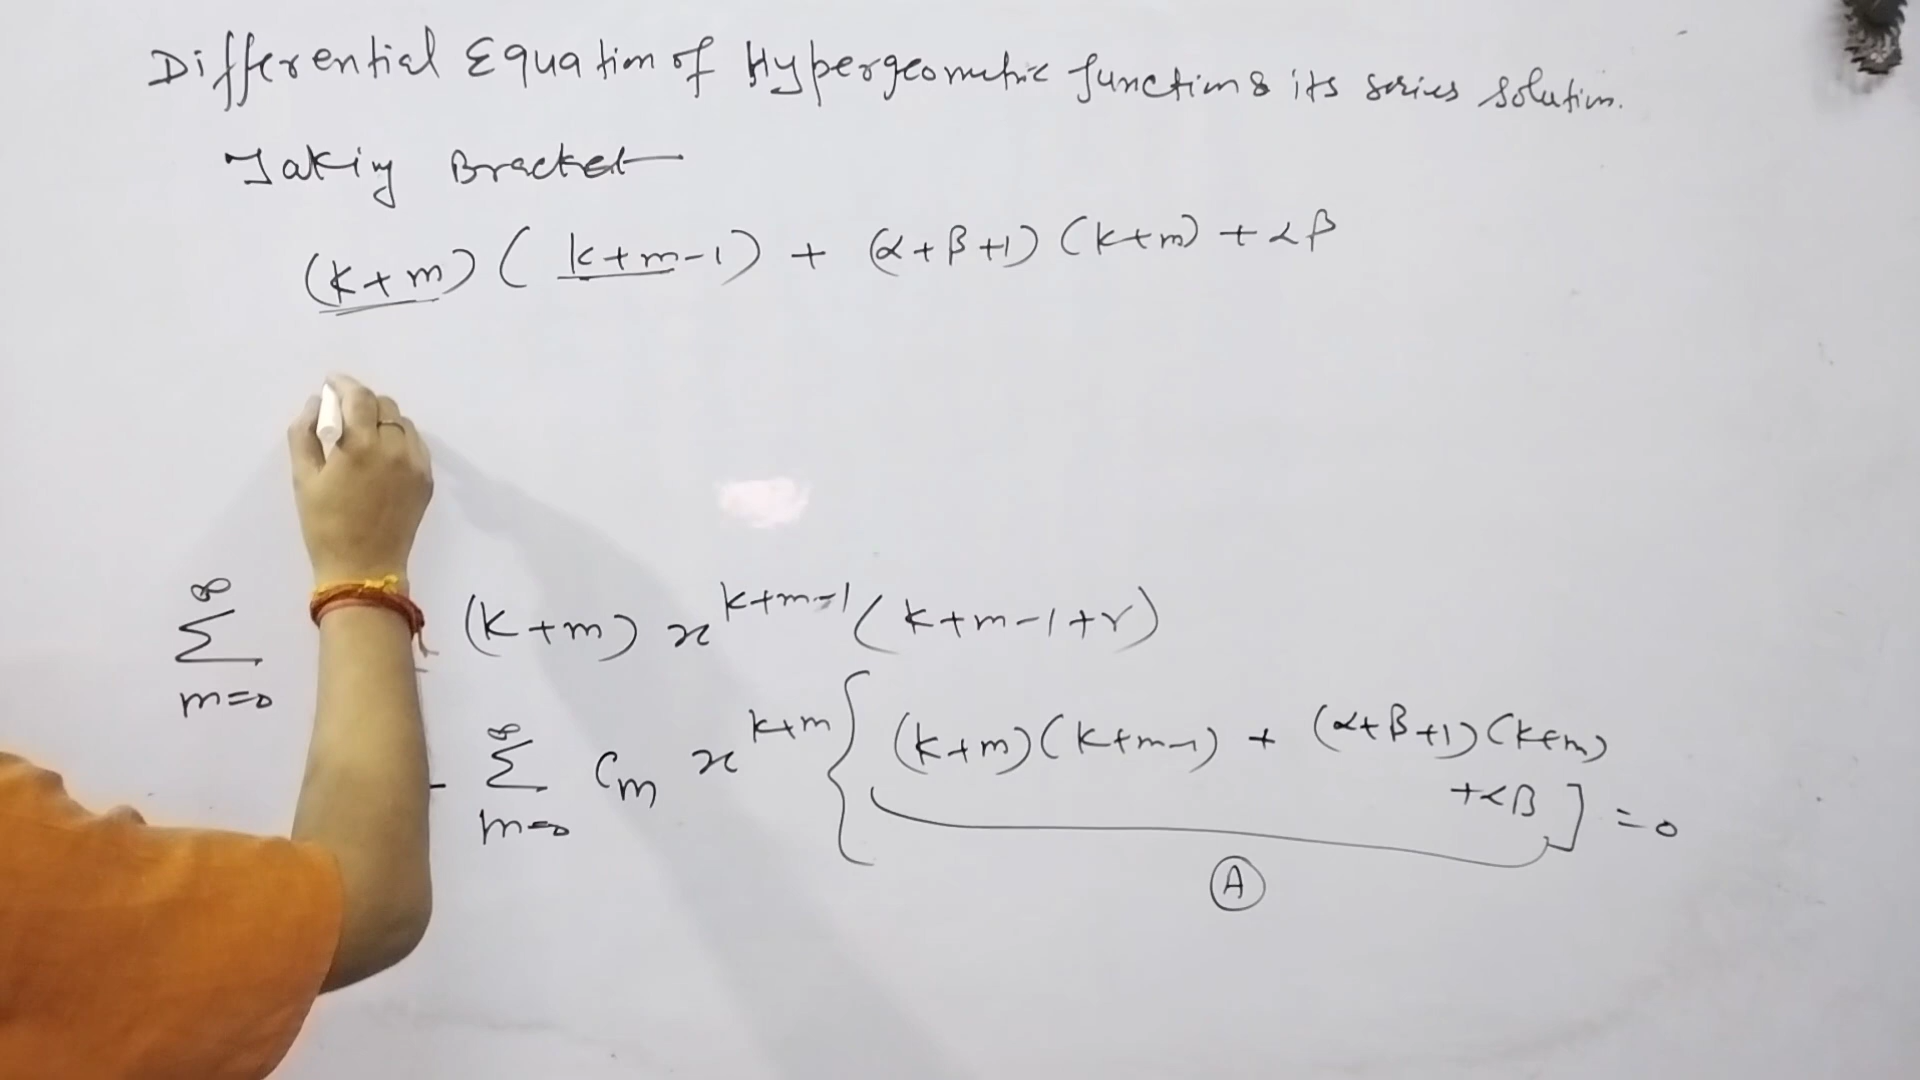 Differential Equation of Hypergeometric function & its series solution.
Taking Bracket
(k+m) (k+m-1) + (α+β+1) (k+m) + αβ
∞ Σ m=0 (k+m) x^{k+m-1} (k+m-1+γ)
- ∞ Σ m=0 C_m x^{k+m} { (k+m)(k+m-1) + (α+β+1)(k+m)
+αβ ] = 0
Ⓐ